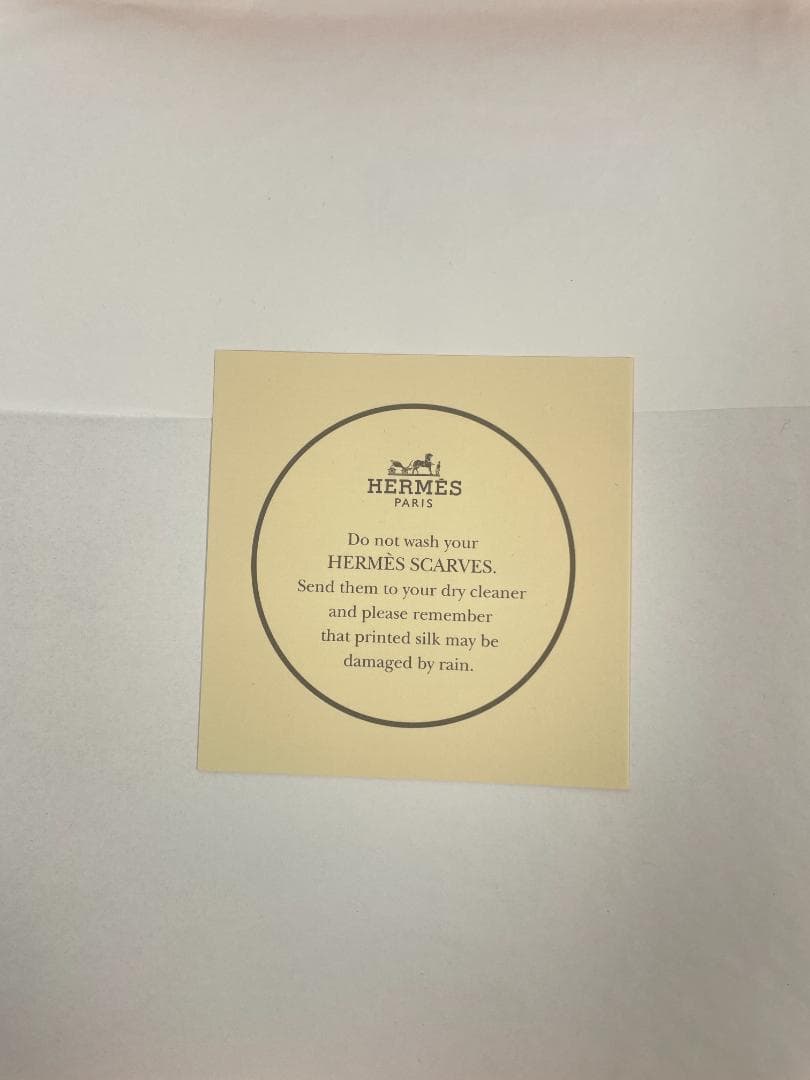 HERMÈS
PARIS
Do not wash your
HERMÈS SCARVES.
Send them to your dry cleaner
and please remember
that printed silk may be
damaged by rain.